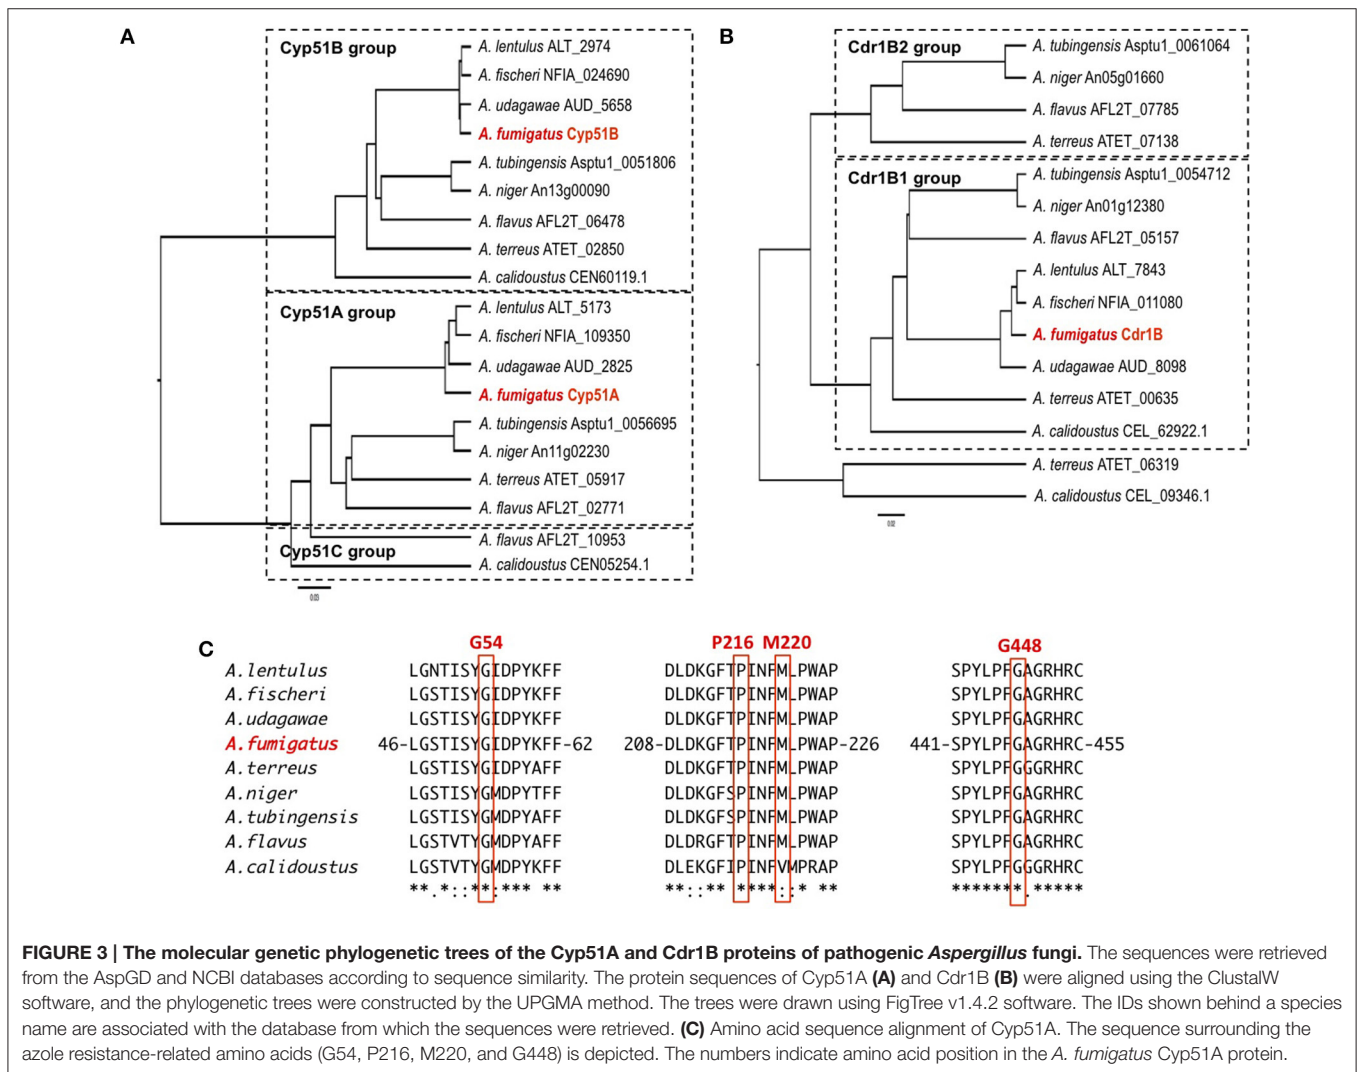 A
Cyp51B group
A. lentulus ALT_2974
A. fischeri NFIA_024690
A. udagawae AUD_5658
A. fumigatus Cyp51B
A. tubingensis Asptu1_0051806
A. niger An13g00090
A. flavus AFL2T_06478
A. terreus ATET_02850
A. calidoustus CEN60119.1
Cyp51A group
A. lentulus ALT_5173
A. fischeri NFIA_109350
A. udagawae AUD_2825
A. fumigatus Cyp51A
A. tubingensis Asptu1_0056695
A. niger An11g02230
A. terreus ATET_05917
A. flavus AFL2T_02771
Cyp51C group
A. flavus AFL2T_10953
A. calidoustus CEN05254.1
0.03
B
Cdr1B2 group
A. tubingensis Asptu1_0061064
A. niger An05g01660
A. flavus AFL2T_07785
A. terreus ATET_07138
Cdr1B1 group
A. tubingensis Asptu1_0054712
A. niger An01g12380
A. flavus AFL2T_05157
A. lentulus ALT_7843
A. fischeri NFIA_011080
A. fumigatus Cdr1B
A. udagawae AUD_8098
A. terreus ATET_00635
A. calidoustus CEL_62922.1
A. terreus ATET_06319
A. calidoustus CEL_09346.1
0.02
C
G54 P216 M220 G448
A.lentulus LGNTISYGIDPYKFF DLDKGFTPINFMLPWAP SPYLPFGAGRHRC
A.fischeri LGSTISYGIDPYKFF DLDKGFTPINFMLPWAP SPYLPFGAGRHRC
A.udagawae LGSTISYGIDPYKFF DLDKGFTPINFMLPWAP SPYLPFGAGRHRC
A.fumigatus 46-LGSTISYGIDPYKFF-62 208-DLDKGFTPINFMLPWAP-226 441-SPYLPFGAGRHRC-455
A.terreus LGSTISYGIDPYAFF DLDKGFTPINFMLPWAP SPYLPFGGGRHRC
A.niger LGSTISYGMDPYTFF DLDKGFSPINFMLPWAP SPYLPFGAGRHRC
A.tubingensis LGSTISYGMDPYAFF DLDKGFSPINFMLPWAP SPYLPFGAGRHRC
A.flavus LGSTVTYGMDPYAFF DLDRGFTPINFMLPWAP SPYLPFGAGRHRC
A.calidoustus LGSTVTYGMDPYAFF DLEKGFIPINFVMPRAP SPYLPFGGGRHRC
**.*::**:*** ** **::** ****::* ** *******.*****
FIGURE 3 | The molecular genetic phylogenetic trees of the Cyp51A and Cdr1B proteins of pathogenic Aspergillus fungi. The sequences were retrieved
from the AspGD and NCBI databases according to sequence similarity. The protein sequences of Cyp51A (A) and Cdr1B (B) were aligned using the ClustalW
software, and the phylogenetic trees were constructed by the UPGMA method. The trees were drawn using FigTree v1.4.2 software. The IDs shown behind a species
name are associated with the database from which the sequences were retrieved. (C) Amino acid sequence alignment of Cyp51A. The sequence surrounding the
azole resistance-related amino acids (G54, P216, M220, and G448) is depicted. The numbers indicate amino acid position in the A. fumigatus Cyp51A protein.